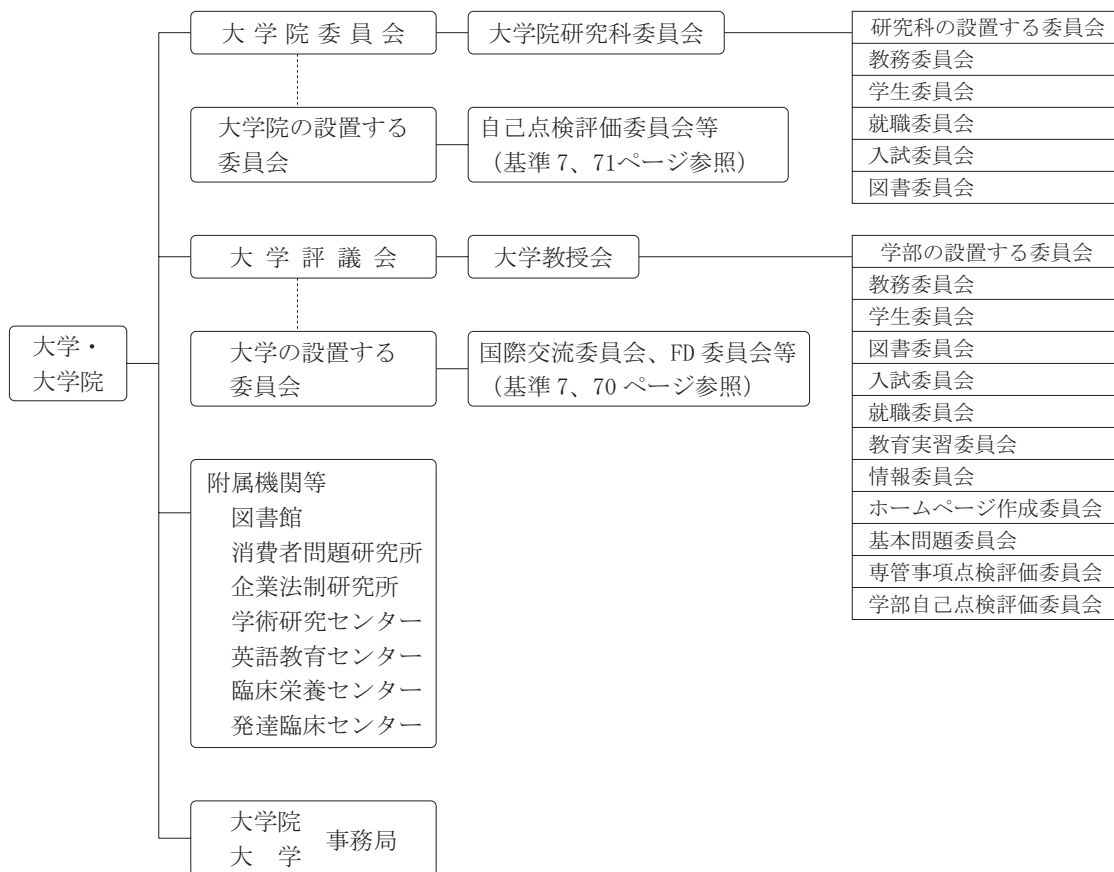 大学・
大学院
大学院委員会
大学院研究科委員会
研究科の設置する委員会
教務委員会
学生委員会
就職委員会
入試委員会
図書委員会
大学院の設置する
委員会
自己点検評価委員会等
（基準 7、71ページ参照）
大学評議会
大学教授会
学部の設置する委員会
教務委員会
学生委員会
図書委員会
入試委員会
就職委員会
教育実習委員会
情報委員会
ホームページ作成委員会
基本問題委員会
専管事項点検評価委員会
学部自己点検評価委員会
大学の設置する
委員会
国際交流委員会、FD 委員会等
（基準 7、70 ページ参照）
附属機関等
図書館
消費者問題研究所
企業法制研究所
学術研究センター
英語教育センター
臨床栄養センター
発達臨床センター
大学院
大　学
事務局